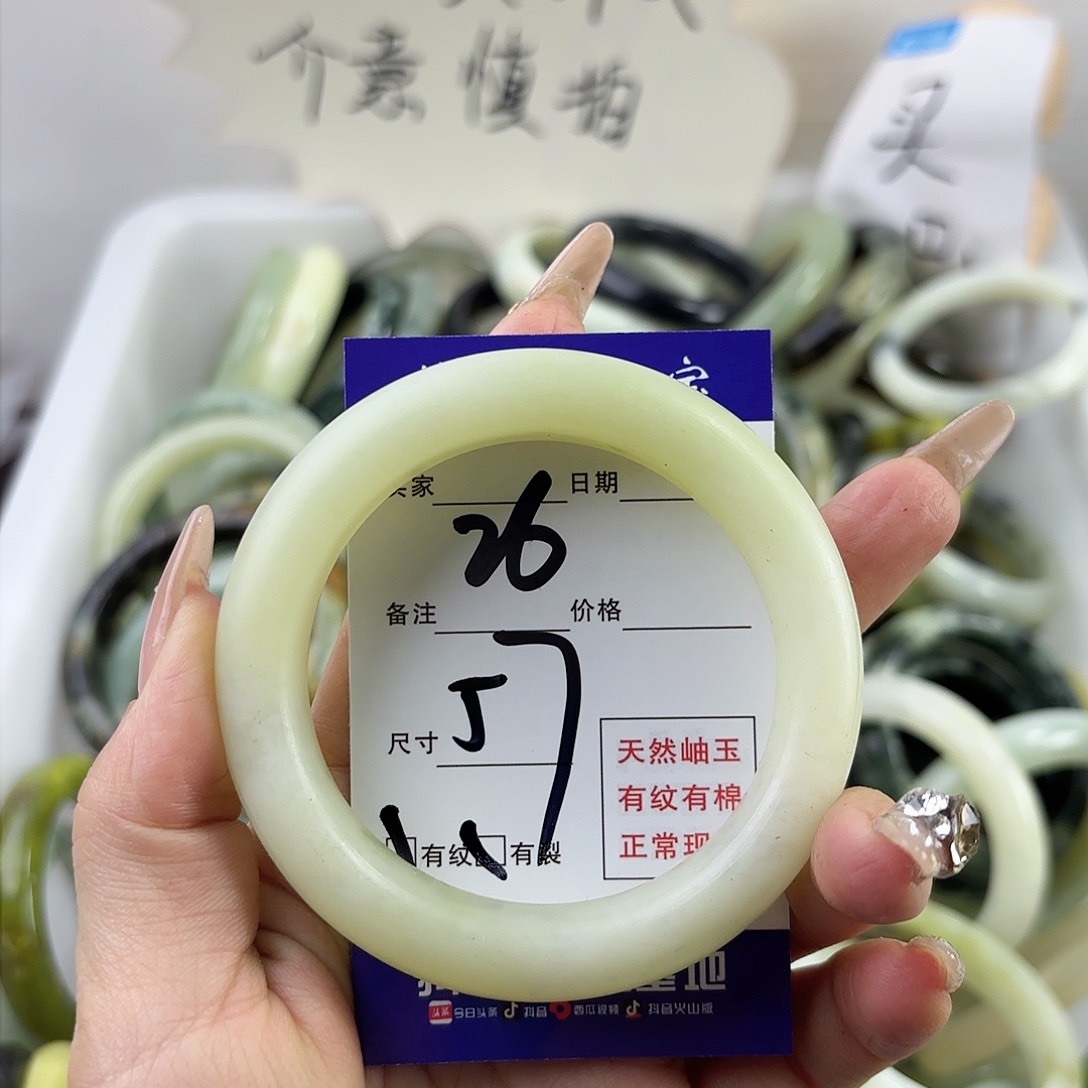 介意慎拍
买
家
日期
26
备注
价格
57
尺寸
天然岫玉
有纹有棉
正常现
有纹
有裂
今日头条
抖音
西瓜视频
抖音火山版